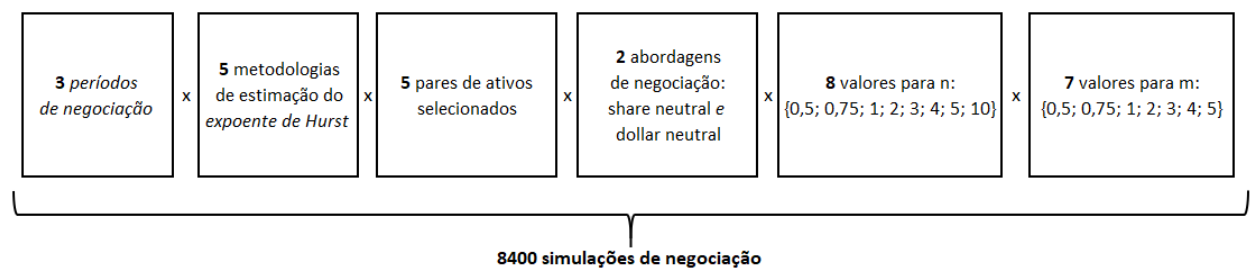 3 períodos
de negociação
x
5 metodologias
de estimação do
expoente de Hurst
x
5 pares de ativos
selecionados
x
2 abordagens
de negociação:
share neutral e
dollar neutral
x
8 valores para n:
{0,5; 0,75; 1; 2; 3; 4; 5; 10}
x
7 valores para m:
{0,5; 0,75; 1; 2; 3; 4; 5}
8400 simulações de negociação